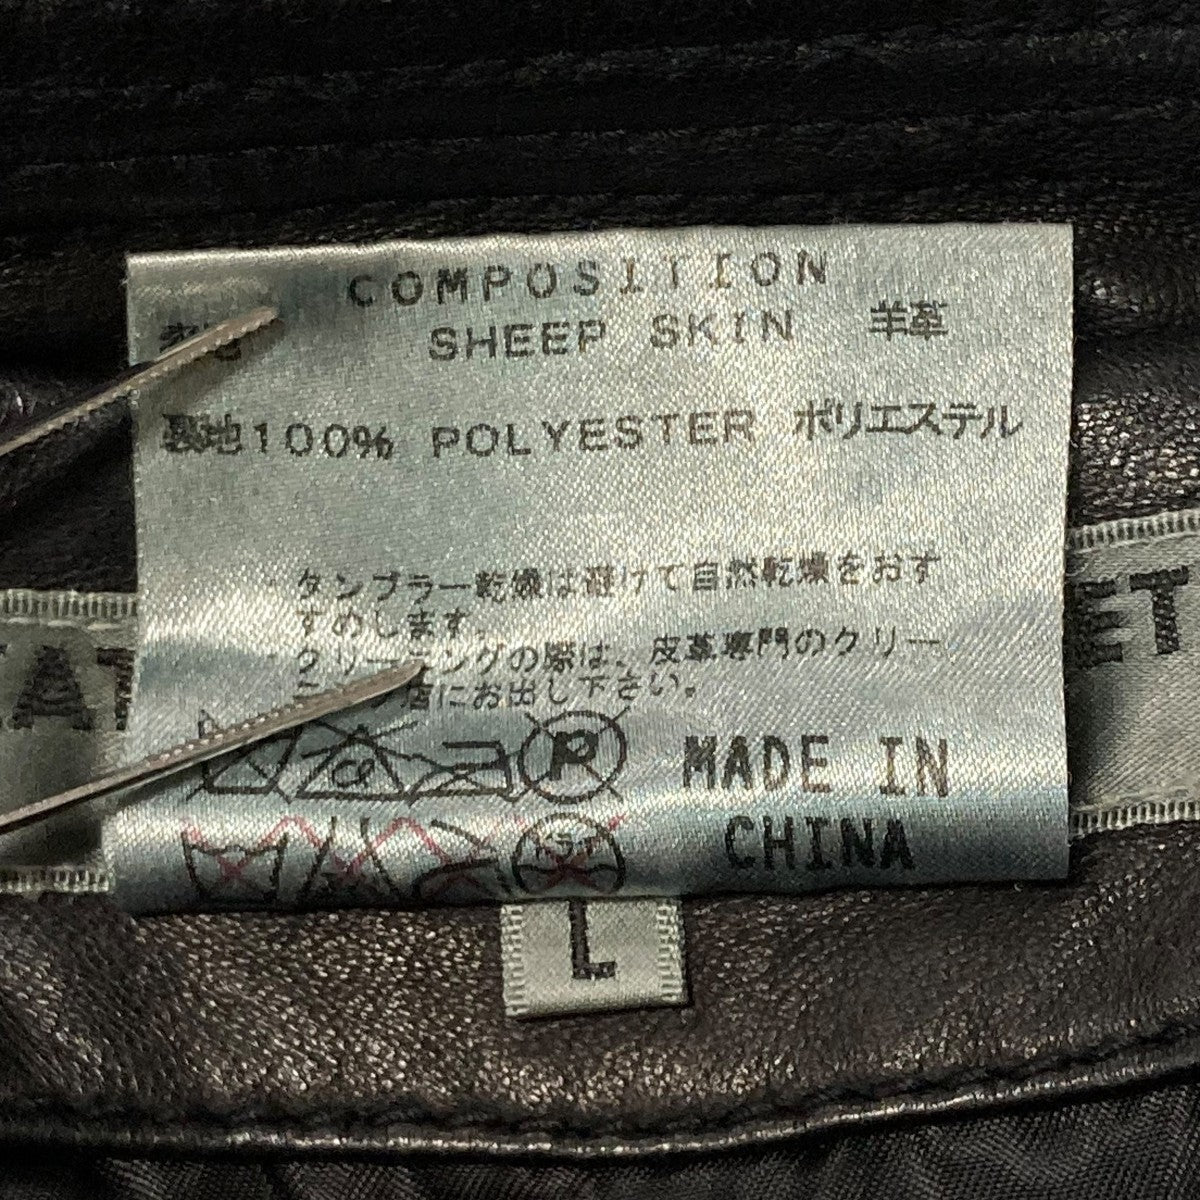 COMPOSITION
SHEEP SKIN 羊革
裏地100% POLYESTER ポリエステル
タンブラー乾燥は避けて自然乾燥をおす
すめします。
クリーニングの際は、皮革専門のクリー
ニング店にお出し下さい。
P MADE IN
ドライ CHINA
L